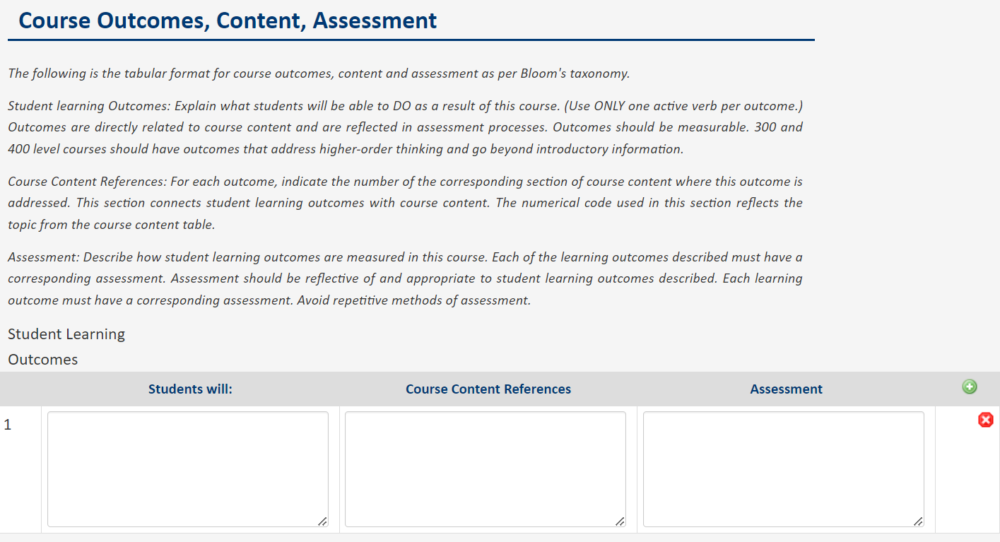 Course Outcomes, Content, Assessment
The following is the tabular format for course outcomes, content and assessment as per Bloom's taxonomy.
Student learning Outcomes: Explain what students will be able to DO as a result of this course. (Use ONLY one active verb per outcome.)
Outcomes are directly related to course content and are reflected in assessment processes. Outcomes should be measurable. 300 and
400 level courses should have outcomes that address higher-order thinking and go beyond introductory information.
Course Content References: For each outcome, indicate the number of the corresponding section of course content where this outcome is
addressed. This section connects student learning outcomes with course content. The numerical code used in this section reflects the
topic from the course content table.
Assessment: Describe how student learning outcomes are measured in this course. Each of the learning outcomes described must have a
corresponding assessment. Assessment should be reflective of and appropriate to student learning outcomes described. Each learning
outcome must have a corresponding assessment. Avoid repetitive methods of assessment.
Student Learning
Outcomes
Students will: Course Content References Assessment
1